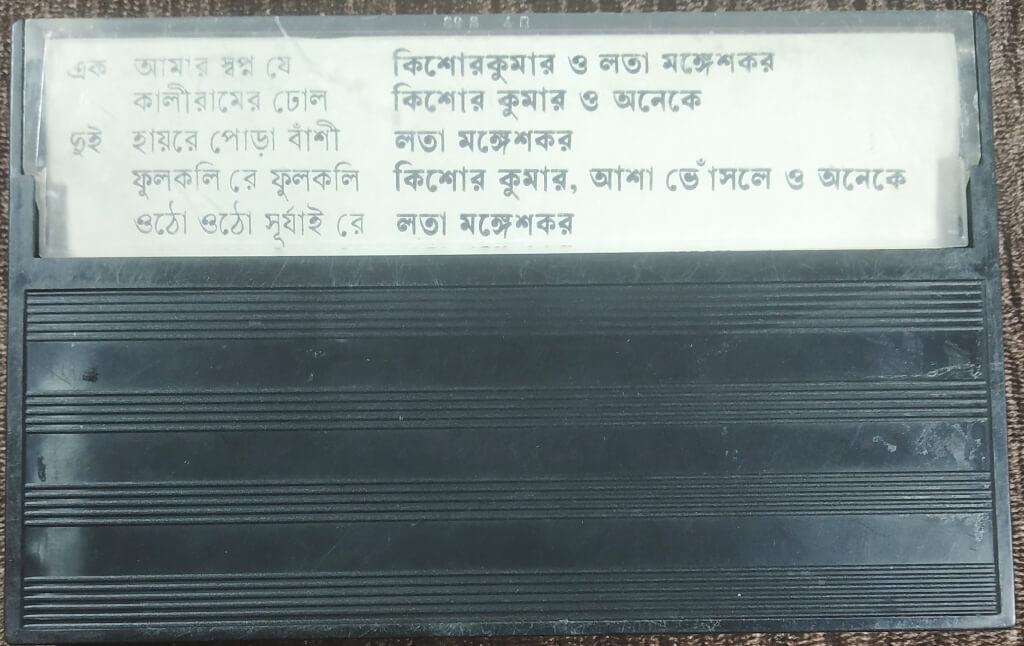 এক আমার স্বপ্ন যে কিশোরকুমার ও লতা মঙ্গেশকর
কালীরামের ঢোল কিশোর কুমার ও অনেকে
দুই হায়রে পোড়া বাঁশী লতা মঙ্গেশকর
ফুলকলি রে ফুলকলি কিশোর কুমার, আশা ভোঁসলে ও অনেকে
ওঠো ওঠো সূর্যাই রে লতা মঙ্গেশকর